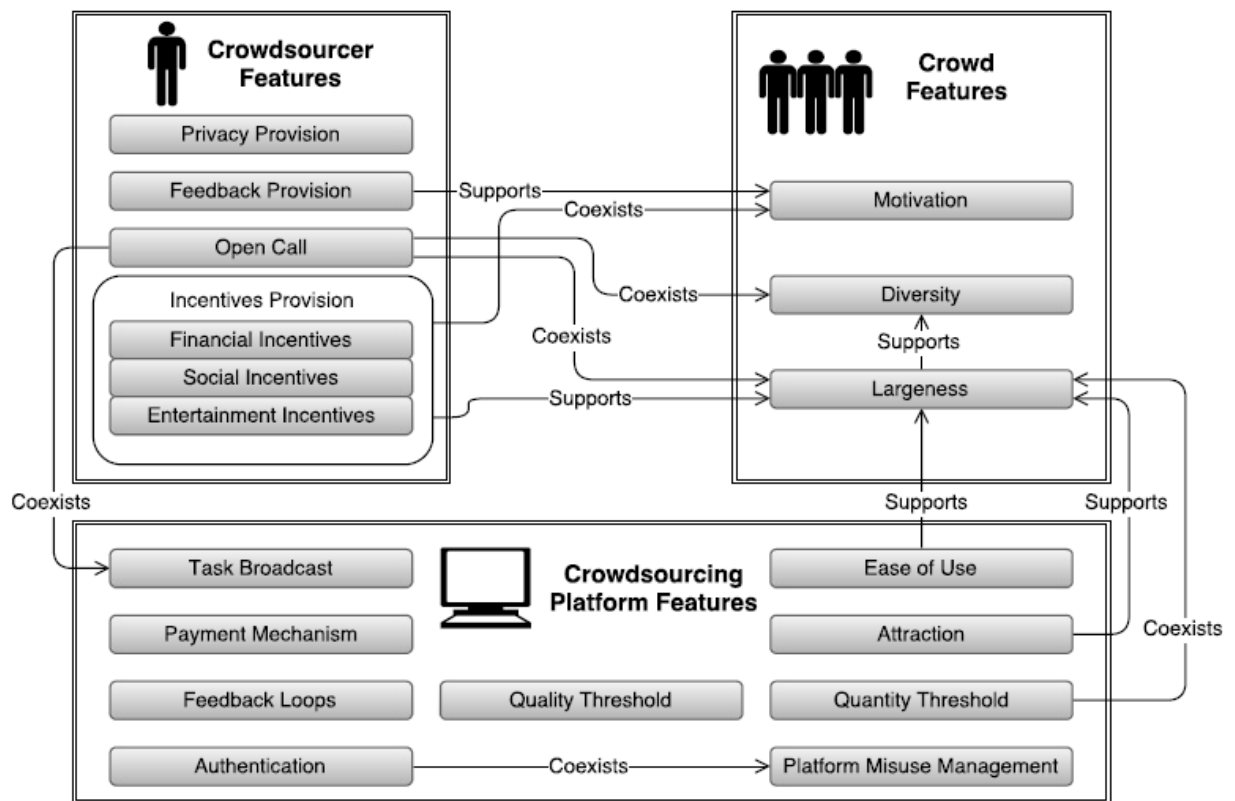 Crowdsourcer
Features
Privacy Provision
Feedback Provision
Open Call
Incentives Provision
Financial Incentives
Social Incentives
Entertainment Incentives
Crowd
Features
Motivation
Diversity
Supports
Largeness
Supports
Coexists
Coexists
Coexists
Supports
Coexists
Supports
Supports
Coexists
Crowdsourcing
Platform Features
Task Broadcast
Payment Mechanism
Feedback Loops
Authentication
Quality Threshold
Coexists
Ease of Use
Attraction
Quantity Threshold
Platform Misuse Management